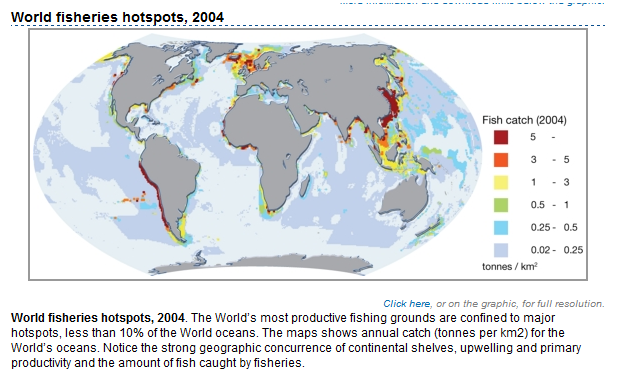 World fisheries hotspots, 2004
Fish catch (2004)
5 -
3 - 5
1 - 3
0.5 - 1
0.25 - 0.5
0.02 - 0.25
tonnes / km²
Click here, or on the graphic, for full resolution.
World fisheries hotspots, 2004. The World's most productive fishing grounds are confined to major
hotspots, less than 10% of the World oceans. The maps shows annual catch (tonnes per km2) for the
World's oceans. Notice the strong geographic concurrence of continental shelves, upwelling and primary
productivity and the amount of fish caught by fisheries.